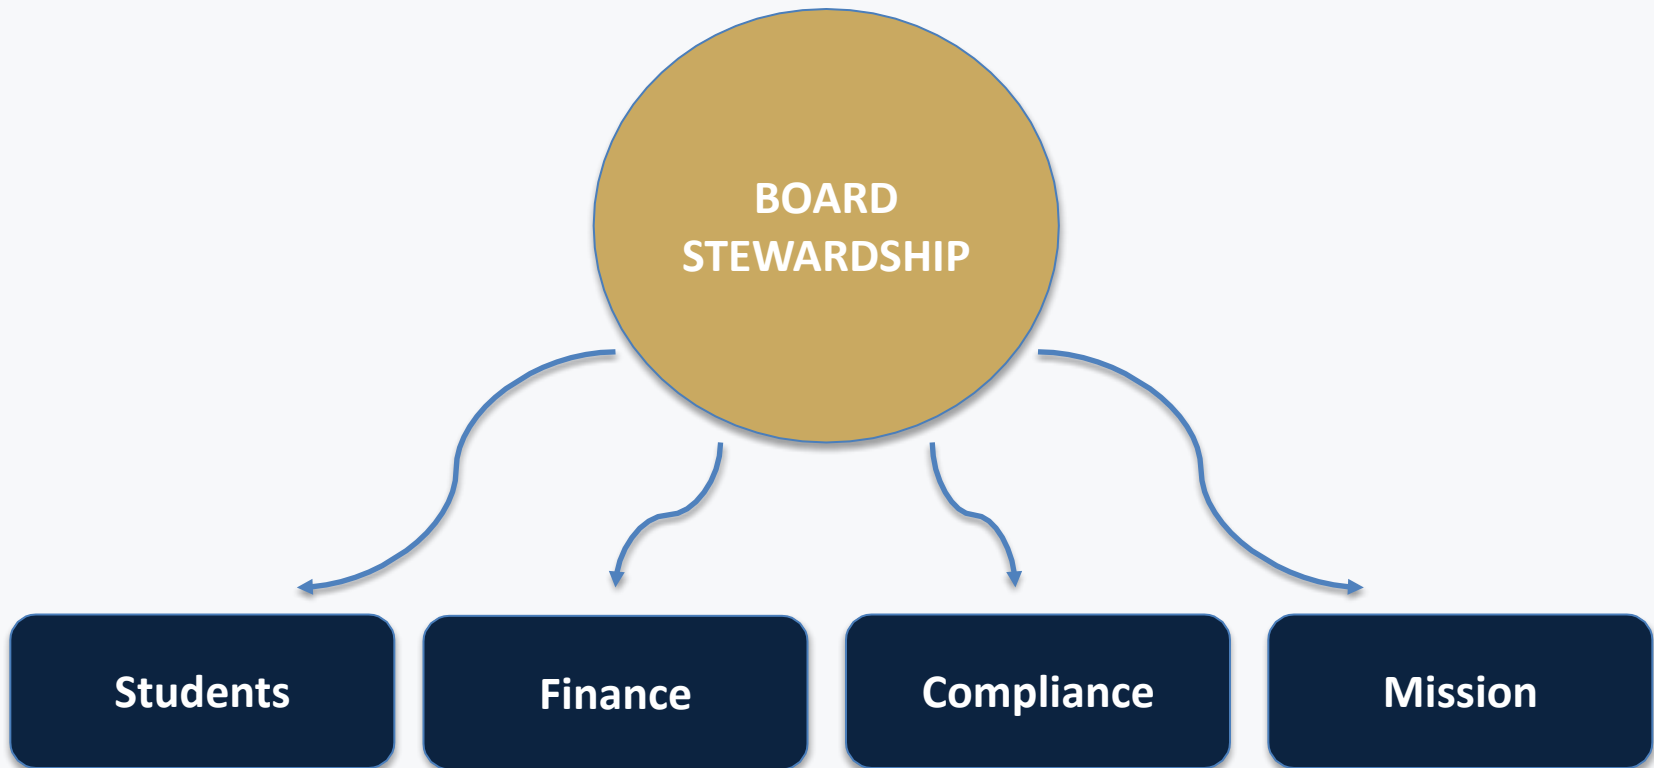 BOARD
STEWARDSHIP
Students
Finance
Compliance
Mission